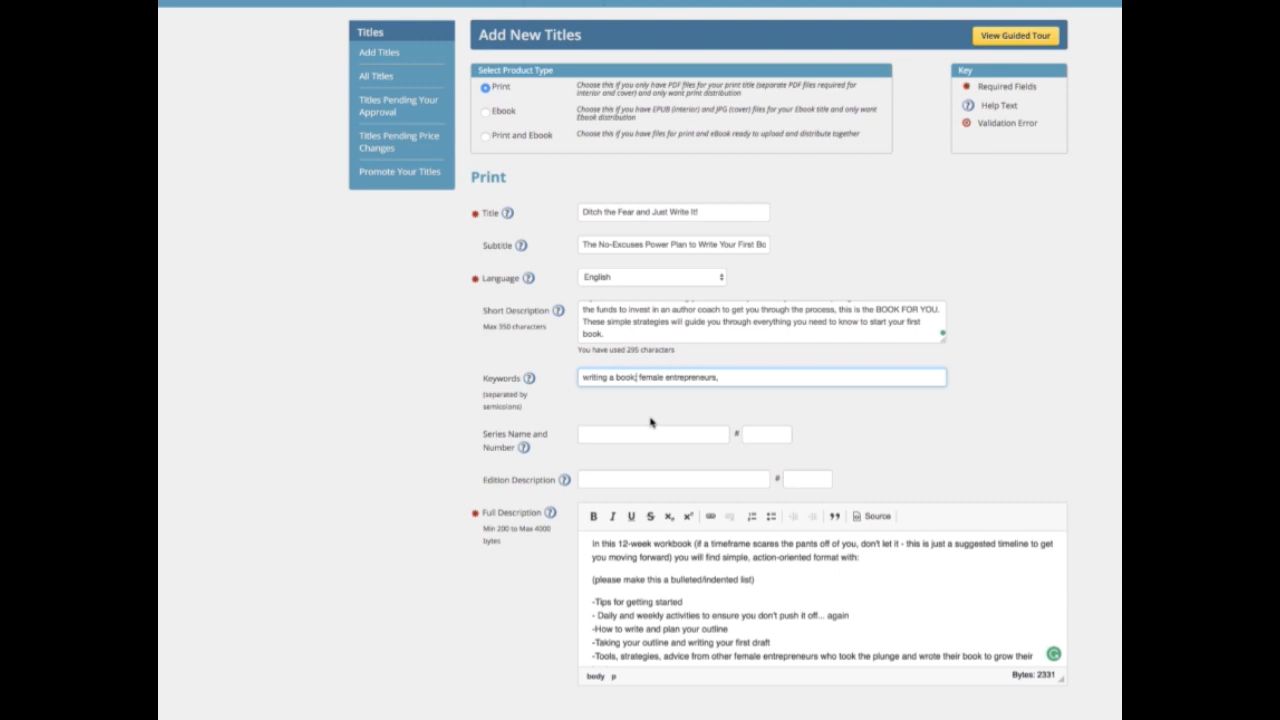 Titles
Add Titles
All Titles
Titles Pending Your
Approval
Titles Pending Price
Changes
Promote Your Titles
Add New Titles
View Guided Tour
Select Product Type
Print
Choose this if you only have PDF files for your print title (separate PDF files required for
interior and cover) and only want print distribution
Ebook
Choose this if you have EPUB (interior) and JPG (cover) files for your Ebook title and only want
Ebook distribution
Print and Ebook
Choose this if you have files for print and eBook ready to upload and distribute together
Key
Required Fields
Help Text
Validation Error
Print
Title
Ditch the Fear and Just Write It!
Subtitle
The No-Excuses Power Plan to Write Your First Bo
Language
English
Short Description
Max 350 characters
the funds to invest in an author coach to get you through the process, this is the BOOK FOR YOU.
These simple strategies will guide you through everything you need to know to start your first
book.
You have used 295 characters
Keywords
(separated by
semicolons)
writing a book; female entrepreneurs,
Series Name and
Number
#
Edition Description
#
Full Description
Min 200 to Max 4000
bytes
B I U S x₂ x² Source
In this 12-week workbook (if a timeframe scares the pants off of you, don't let it - this is just a suggested timeline to get
you moving forward) you will find simple, action-oriented format with:
(please make this a bulleted/indented list)
-Tips for getting started
- Daily and weekly activities to ensure you don't push it off... again
-How to write and plan your outline
-Taking your outline and writing your first draft
-Tools, strategies, advice from other female entrepreneurs who took the plunge and wrote their book to grow their
body p
Bytes: 2331